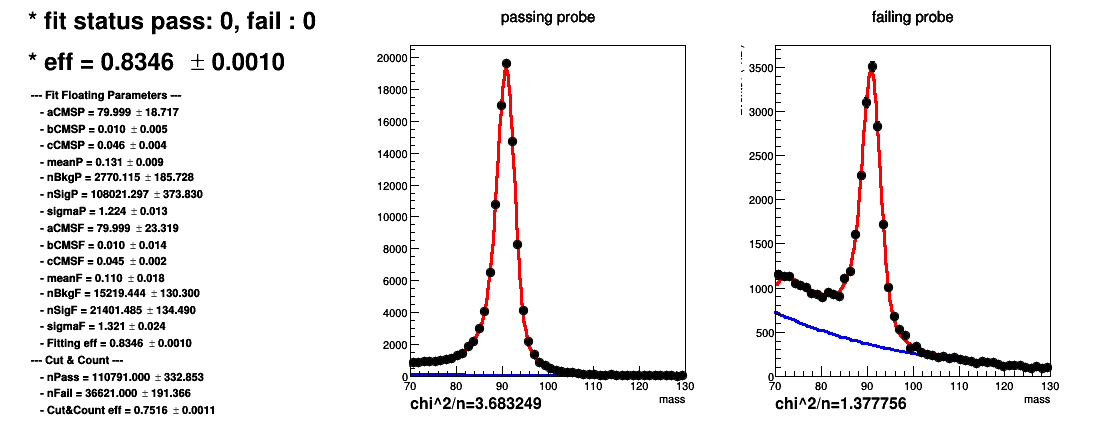 * fit status pass: 0, fail : 0
* eff = 0.8346 ± 0.0010
--- Fit Floating Parameters ---
- aCMSP = 79.999 ± 18.717
- bCMSP = 0.010 ± 0.005
- cCMSP = 0.046 ± 0.004
- meanP = 0.131 ± 0.009
- nBkgP = 2770.115 ± 185.728
- nSigP = 108021.297 ± 373.830
- sigmaP = 1.224 ± 0.013
- aCMSF = 79.999 ± 23.319
- bCMSF = 0.010 ± 0.014
- cCMSF = 0.045 ± 0.002
- meanF = 0.110 ± 0.018
- nBkgF = 15219.444 ± 130.300
- nSigF = 21401.485 ± 134.490
- sigmaF = 1.321 ± 0.024
- Fitting eff = 0.8346 ± 0.0010
--- Cut & Count ---
- nPass = 110791.000 ± 332.853
- nFail = 36621.000 ± 191.366
- Cut&Count eff = 0.7516 ± 0.0011
passing probe
20000
18000
16000
14000
12000
10000
8000
6000
4000
2000
0
70 80 90 100 110 120 130
mass
chi^2/n=3.683249
failing probe
3500
3000
2500
2000
1500
1000
500
0
70 80 90 100 110 120 130
mass
chi^2/n=1.377756